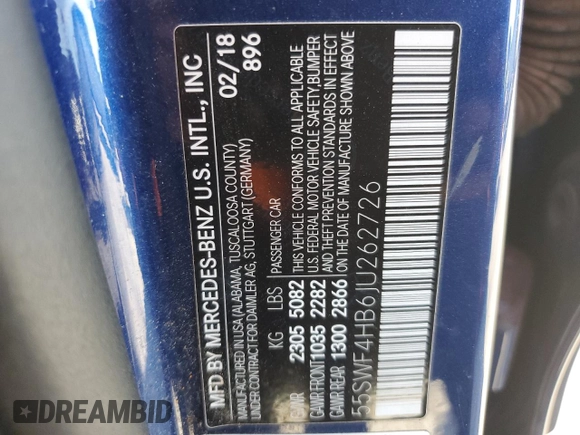 MFD BY MERCEDES-BENZ U.S. INTL., INC
MANUFACTURED IN USA (ALABAMA, TUSCALOOSA COUNTY)
UNDER CONTRACT FOR DAIMLER AG, STUTTGART (GERMANY)
02/18
896
KG LBS PASSENGER CAR
GVWR 2305 5082
GAWR FRONT 1035 2282
GAWR REAR 1300 2866
THIS VEHICLE CONFORMS TO ALL APPLICABLE
U.S. FEDERAL MOTOR VEHICLE SAFETY, BUMPER
AND THEFT PREVENTION STANDARDS IN EFFECT
ON THE DATE OF MANUFACTURE SHOWN ABOVE
55SWF4HB6JU262726
DREAMBID